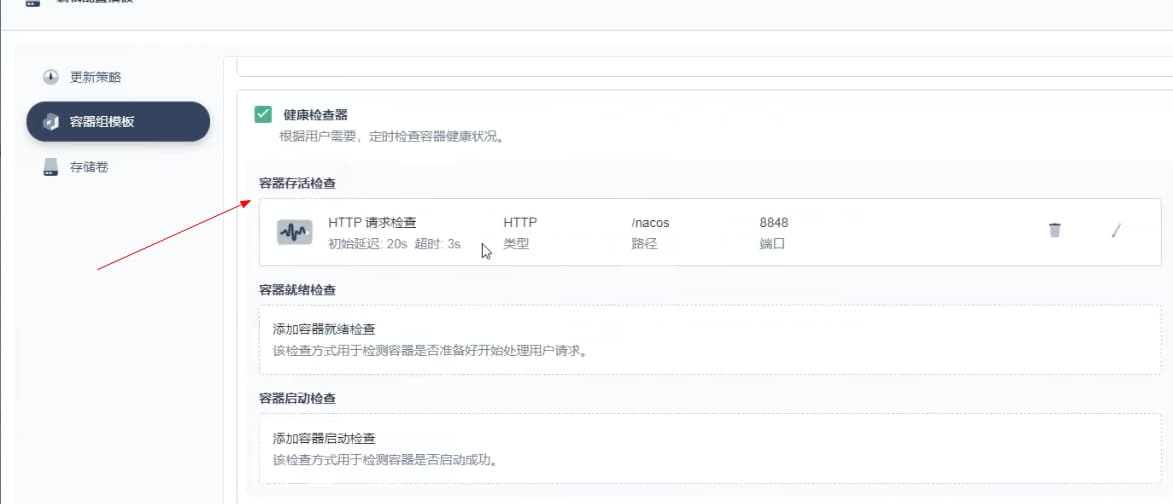 更新策略
容器组模板
存储卷
健康检查器
根据用户需要，定时检查容器健康状况。
容器存活检查
HTTP 请求检查 HTTP /nacos 8848
初始延迟: 20s 超时: 3s 类型 路径 端口
容器就绪检查
添加容器就绪检查
该检查方式用于检测容器是否准备好开始处理用户请求。
容器启动检查
添加容器启动检查
该检查方式用于检测容器是否启动成功。